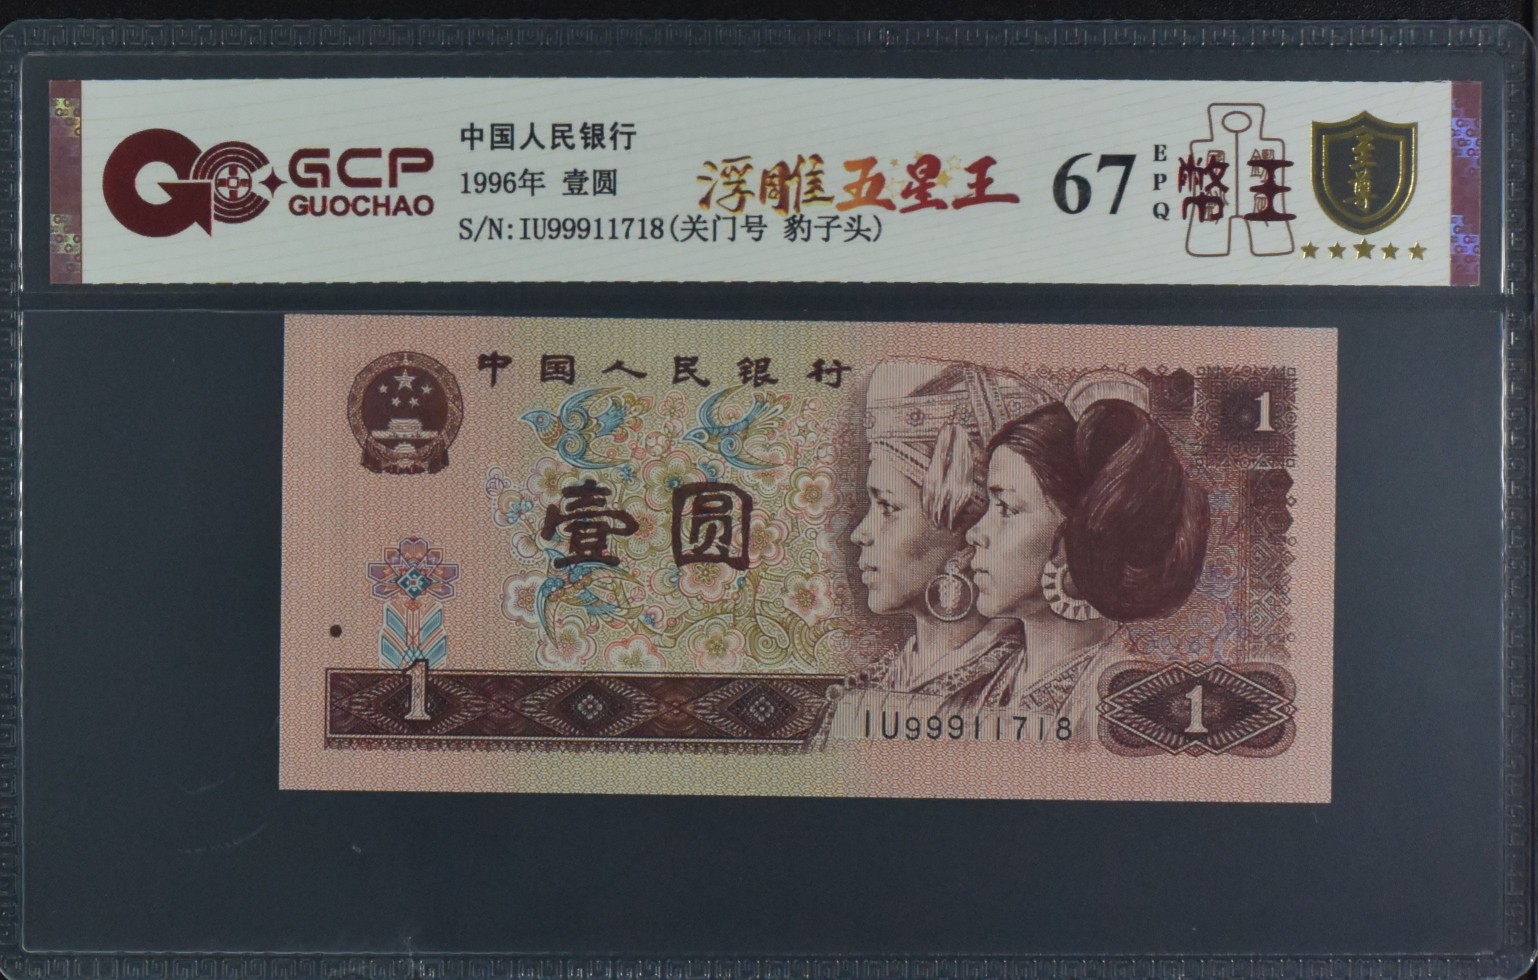 GCP
GUOCHAO
中国人民银行
1996年 壹圆
S/N:IU99911718(关门号 豹子头)
浮雕五星王
67
EPQ
至尊
中国人民银行
1
壹圆
1
IU99911718
1